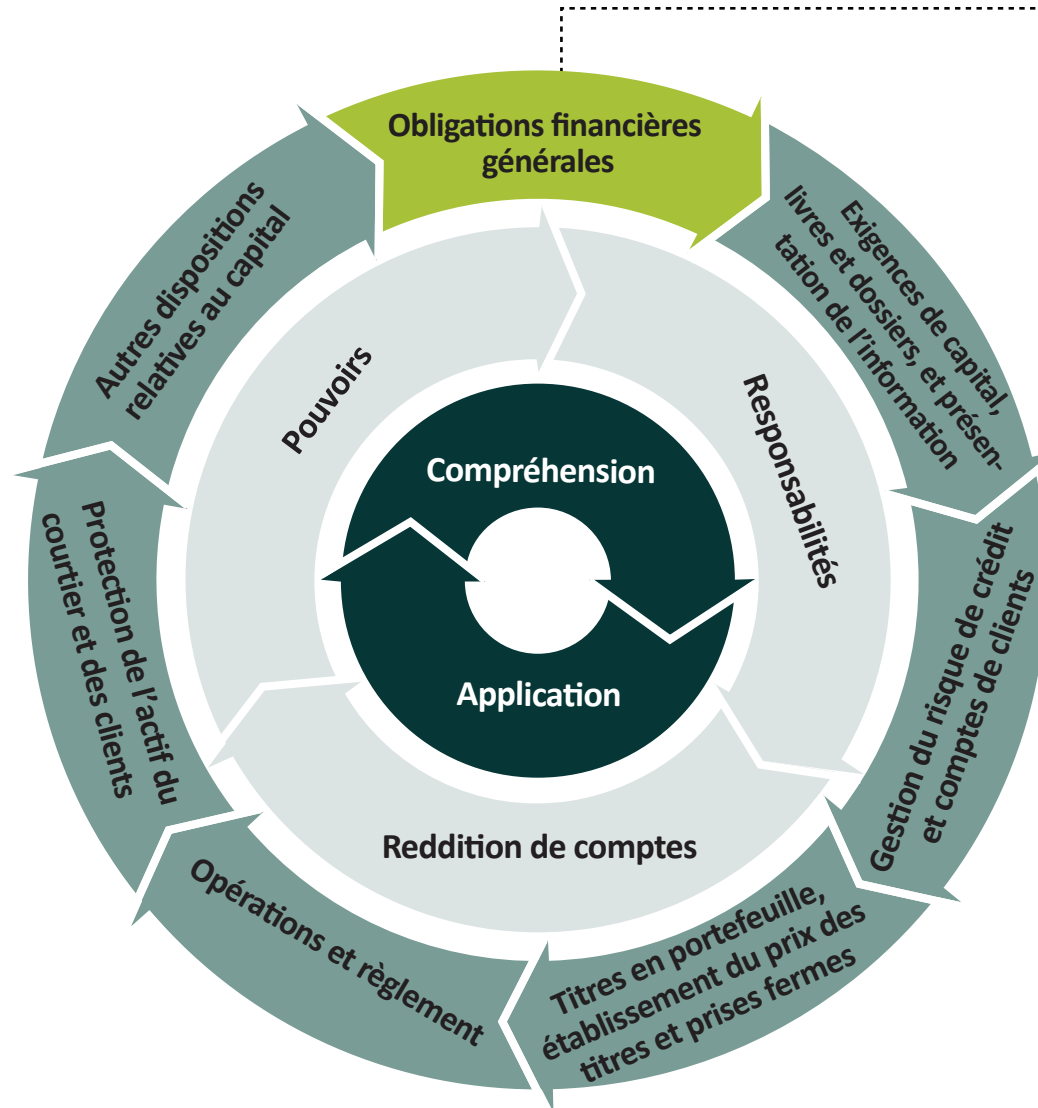 Obligations financières
générales
Exigences de capital,
livres et dossiers, et présen-
tation de l'information
Gestion du risque de crédit
et comptes de clients
Titres en portefeuille,
établissement du prix des
titres et prises fermes
Opérations et règlement
Protection de l'actif du
courtier et des clients
Autres dispositions
relatives au capital
Pouvoirs
Responsabilités
Reddition de comptes
Compréhension
Application